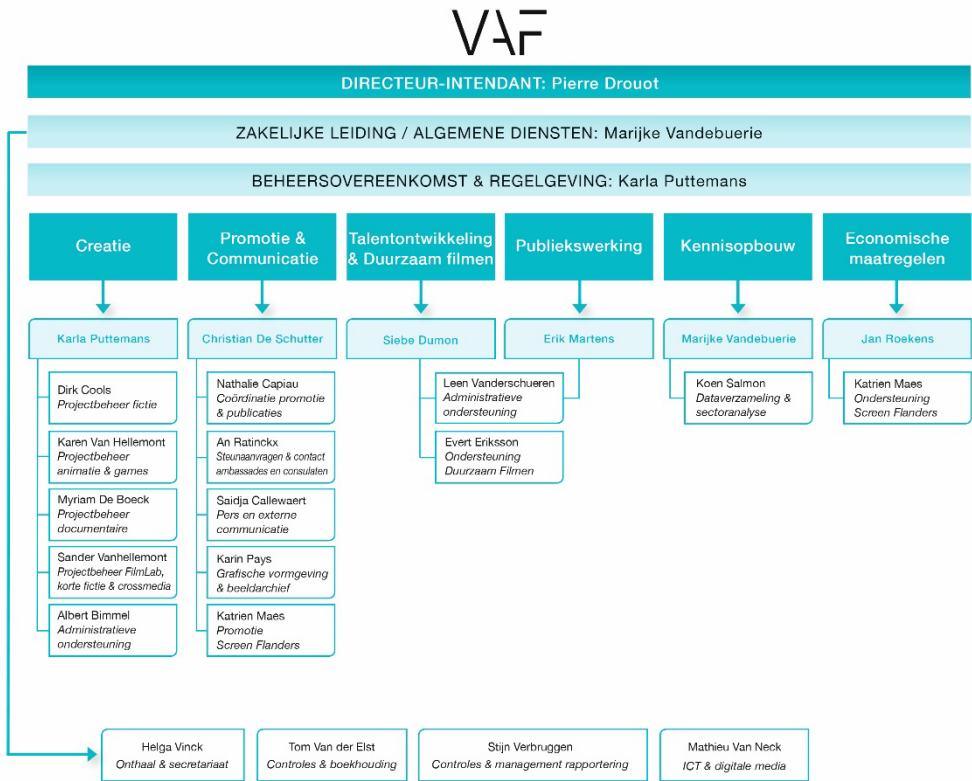 VAF
DIRECTEUR-INTENDANT: Pierre Drouot
ZAKELIJKE LEIDING / ALGEMENE DIENSTEN: Marijke Vandebuerie
BEHEERSOVEREENKOMST & REGELGEVING: Karla Puttemans
Creatie
Promotie &
Communicatie
Talentontwikkeling
& Duurzaam filmen
Publiekswerking
Kennisopbouw
Economische
maatregelen
Karla Puttemans
Christian De Schutter
Siebe Dumon
Erik Martens
Marijke Vandebuerie
Jan Roekens
Dirk Cools
Projectbeheer fictie
Karen Van Hellemont
Projectbeheer
animatie & games
Myriam De Boeck
Projectbeheer
documentaire
Sander Vanhellemont
Projectbeheer FilmLab,
korte fictie & crossmedia
Albert Bimmel
Administratieve
ondersteuning
Nathalie Capiau
Coördinatie promotie
& publicaties
An Ratinckx
Steunaanvragen & contact
ambassades en consulaten
Saidja Callewaert
Pers en externe
communicatie
Karin Pays
Grafische vormgeving
& beeldarchief
Katrien Maes
Promotie
Screen Flanders
Leen Vanderschueren
Administratieve
ondersteuning
Evert Eriksson
Ondersteuning
Duurzaam Filmen
Koen Salmon
Dataverzameling &
sectoranalyse
Katrien Maes
Ondersteuning
Screen Flanders
Helga Vinck
Onthaal & secretariaat
Tom Van der Elst
Controles & boekhouding
Stijn Verbruggen
Controles & management rapportering
Mathieu Van Neck
ICT & digitale media